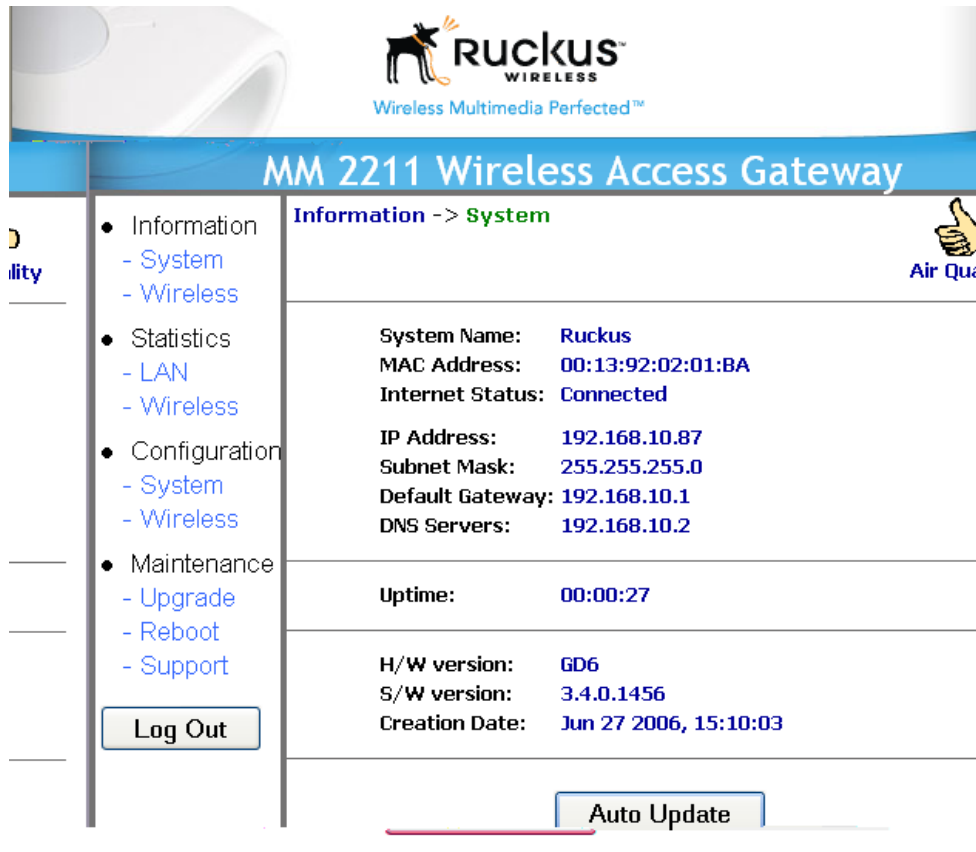 RUCKUS™
WIRELESS
Wireless Multimedia Perfected™
MM 2211 Wireless Access Gateway
lity
• Information
- System
- Wireless
• Statistics
- LAN
- Wireless
• Configuration
- System
- Wireless
• Maintenance
- Upgrade
- Reboot
- Support
Log Out
Information -> System
Air Qua
System Name: Ruckus
MAC Address: 00:13:92:02:01:BA
Internet Status: Connected
IP Address: 192.168.10.87
Subnet Mask: 255.255.255.0
Default Gateway: 192.168.10.1
DNS Servers: 192.168.10.2
Uptime: 00:00:27
H/W version: GD6
S/W version: 3.4.0.1456
Creation Date: Jun 27 2006, 15:10:03
Auto Update